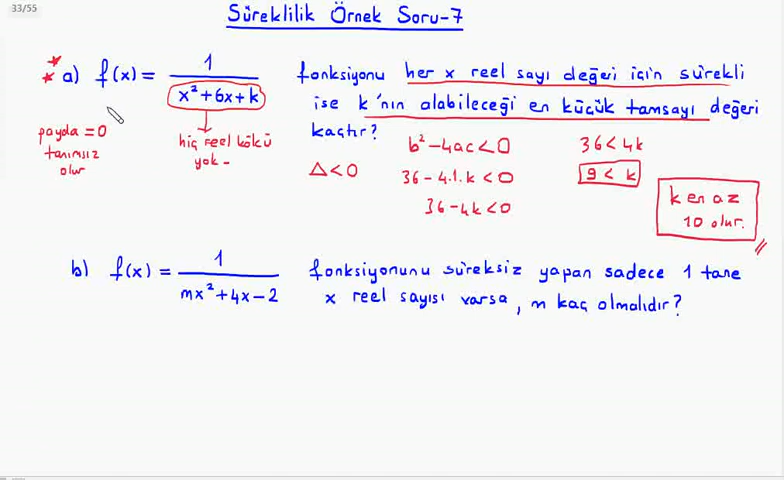 33/55
Süreklilik Örnek Soru-7
a) f(x) = 1 / x² + 6x + k fonksiyonu her x reel sayı değeri için sürekli
ise k'nın alabileceği en küçük tamsayı değeri
kaçtır?
payda = 0
tanımsız
olur
hiç reel kökü
yok -
Δ < 0
b² - 4ac < 0
36 - 4.1.k < 0
36 - 4k < 0
36 < 4k
9 < k
k en az
10 olur.
b) f(x) = 1 / mx² + 4x - 2 fonksiyonunu süreksiz yapan sadece 1 tane
x reel sayısı varsa, m kaç olmalıdır?